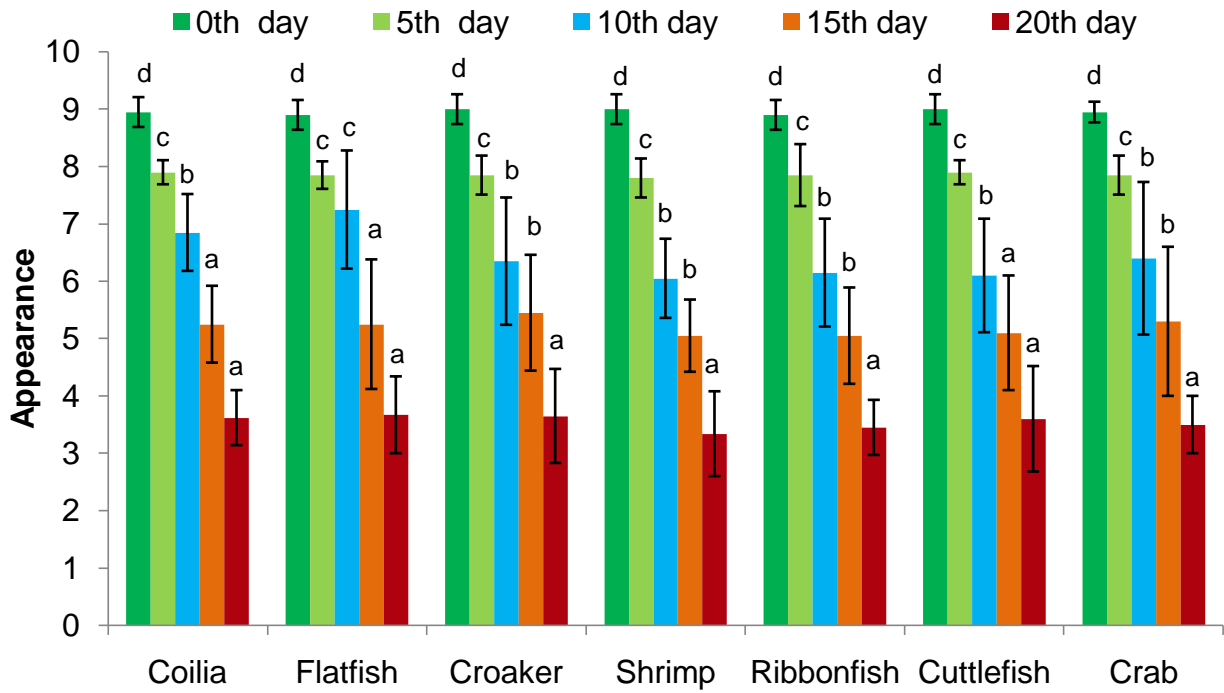 0th day 5th day 10th day 15th day 20th day
10
9
8
7
6
5
4
3
2
1
0
Appearance
d c b a a
d c c a a
d c b b a
d c b b a
d c b b a
d c b a a
d c b b a
Coilia Flatfish Croaker Shrimp Ribbonfish Cuttlefish Crab